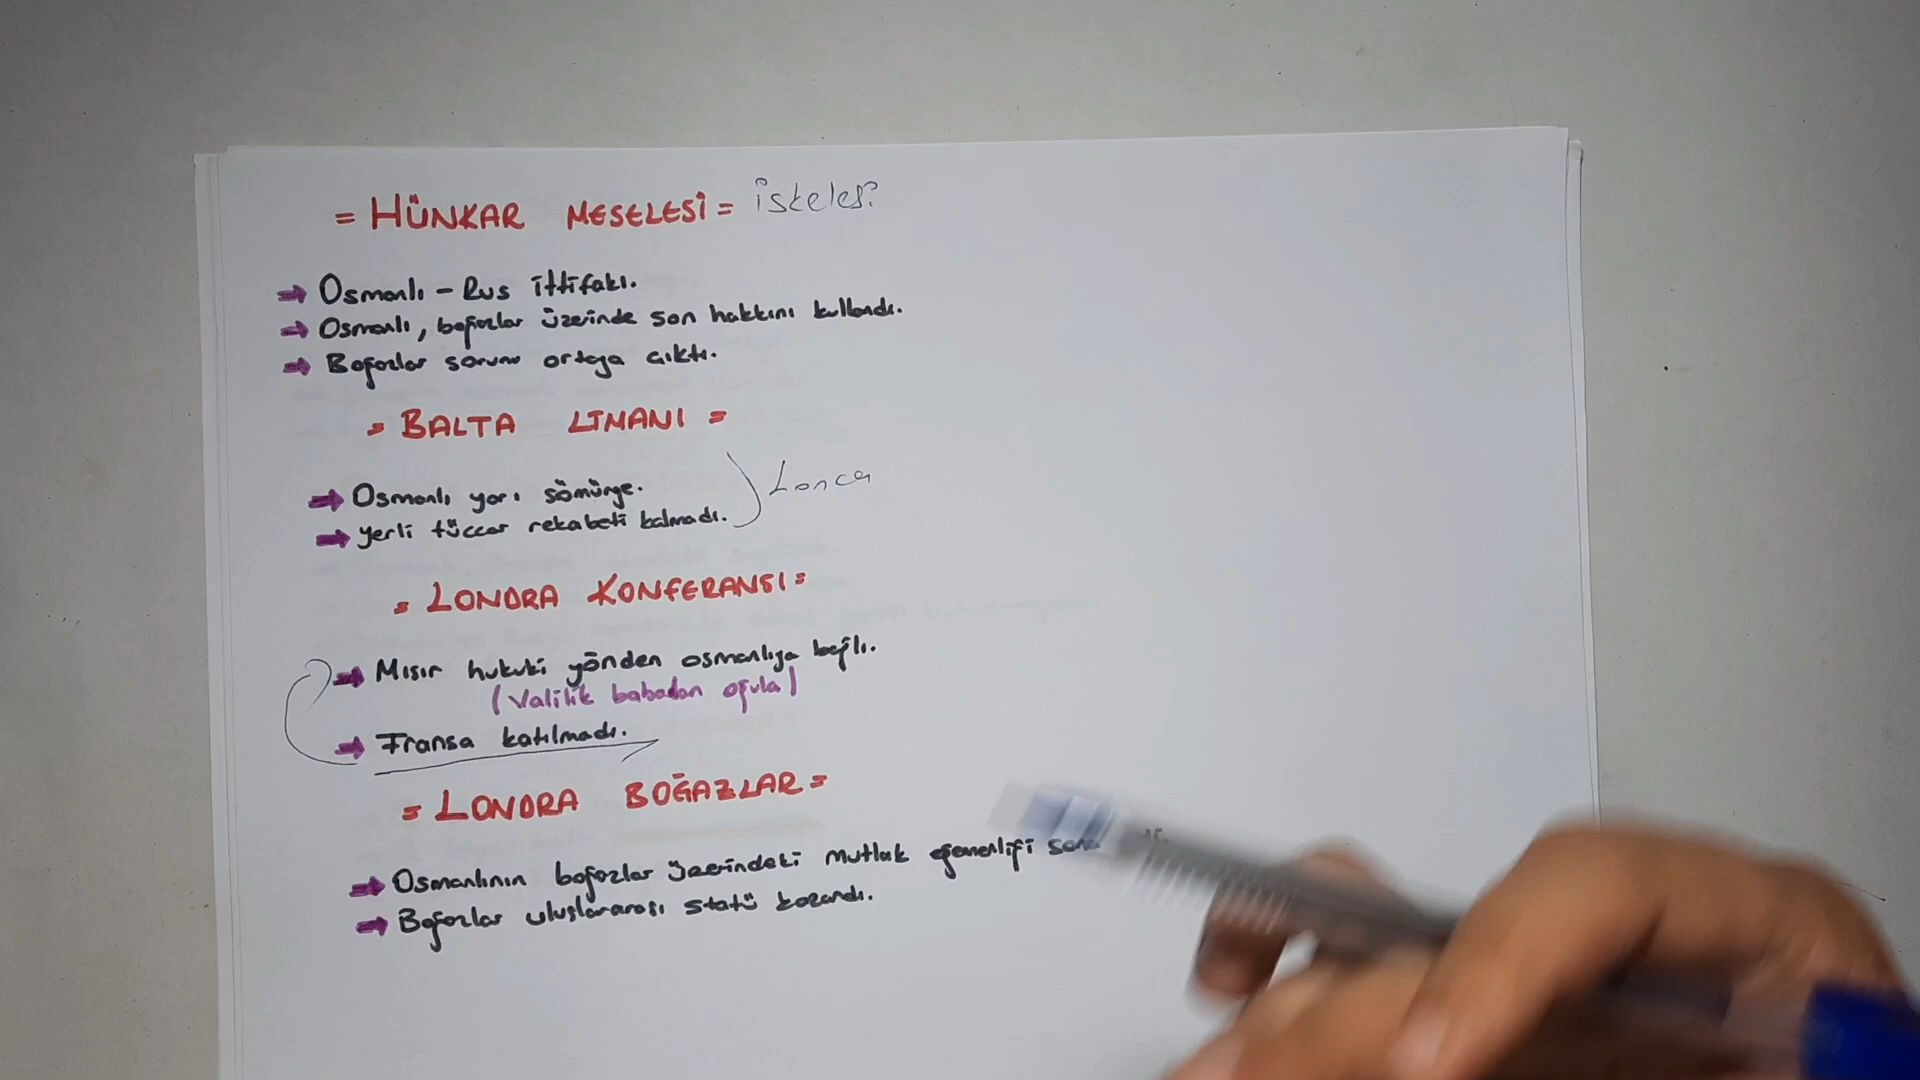 = HÜNKAR MESELESİ = İskelesi
➡ Osmanlı - Rus ittifakı.
➡ Osmanlı, boğazlar üzerinde son hakkını kullandı.
➡ Boğazlar sorunu ortaya çıktı.
= BALTA LİMANI =
➡ Osmanlı yarı sömürge.
➡ Yerli tüccar rekabeti kalmadı.
Lonca
= LONDRA KONFERANSI =
➡ Mısır hukuki yönden osmanlıya bağlı.
(Valilik babadan oğula)
➡ Fransa katılmadı.
= LONDRA BOĞAZLAR =
➡ Osmanlının boğazlar üzerindeki mutlak egemenliği
➡ Boğazlar uluslararası statü kazandı.